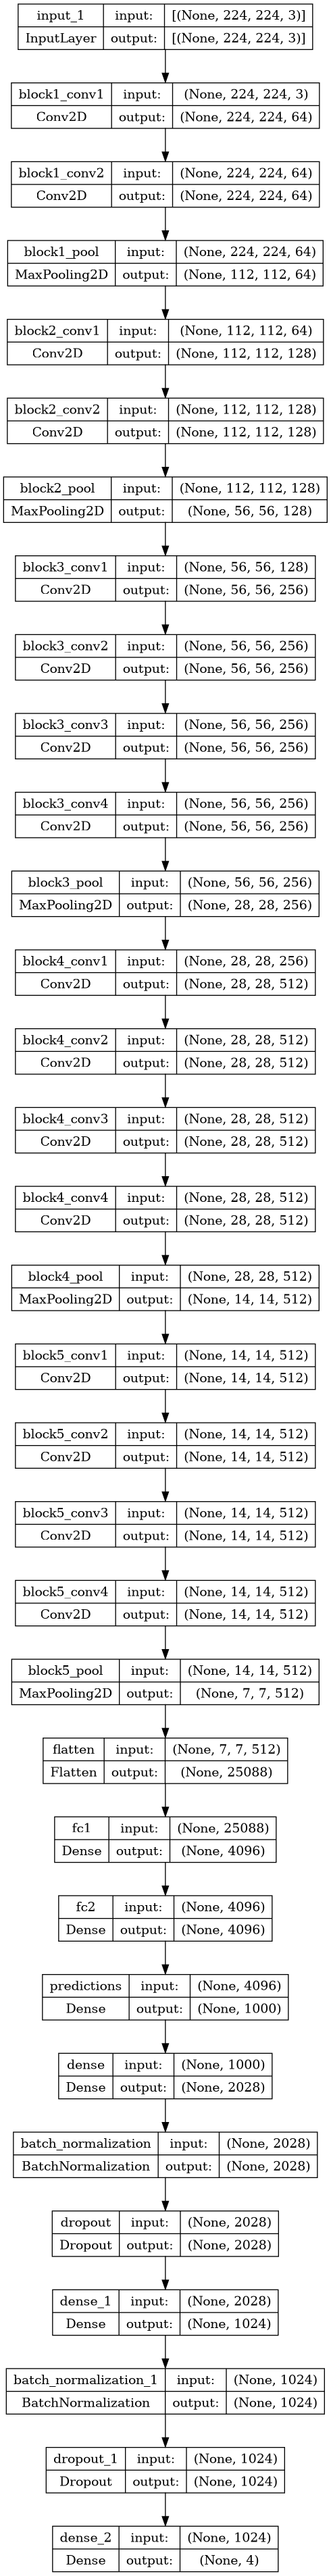 input_1 input: [(None, 224, 224, 3)]
InputLayer output: [(None, 224, 224, 3)]
block1_conv1 input: (None, 224, 224, 3)
Conv2D output: (None, 224, 224, 64)
block1_conv2 input: (None, 224, 224, 64)
Conv2D output: (None, 224, 224, 64)
block1_pool input: (None, 224, 224, 64)
MaxPooling2D output: (None, 112, 112, 64)
block2_conv1 input: (None, 112, 112, 64)
Conv2D output: (None, 112, 112, 128)
block2_conv2 input: (None, 112, 112, 128)
Conv2D output: (None, 112, 112, 128)
block2_pool input: (None, 112, 112, 128)
MaxPooling2D output: (None, 56, 56, 128)
block3_conv1 input: (None, 56, 56, 128)
Conv2D output: (None, 56, 56, 256)
block3_conv2 input: (None, 56, 56, 256)
Conv2D output: (None, 56, 56, 256)
block3_conv3 input: (None, 56, 56, 256)
Conv2D output: (None, 56, 56, 256)
block3_conv4 input: (None, 56, 56, 256)
Conv2D output: (None, 56, 56, 256)
block3_pool input: (None, 56, 56, 256)
MaxPooling2D output: (None, 28, 28, 256)
block4_conv1 input: (None, 28, 28, 256)
Conv2D output: (None, 28, 28, 512)
block4_conv2 input: (None, 28, 28, 512)
Conv2D output: (None, 28, 28, 512)
block4_conv3 input: (None, 28, 28, 512)
Conv2D output: (None, 28, 28, 512)
block4_conv4 input: (None, 28, 28, 512)
Conv2D output: (None, 28, 28, 512)
block4_pool input: (None, 28, 28, 512)
MaxPooling2D output: (None, 14, 14, 512)
block5_conv1 input: (None, 14, 14, 512)
Conv2D output: (None, 14, 14, 512)
block5_conv2 input: (None, 14, 14, 512)
Conv2D output: (None, 14, 14, 512)
block5_conv3 input: (None, 14, 14, 512)
Conv2D output: (None, 14, 14, 512)
block5_conv4 input: (None, 14, 14, 512)
Conv2D output: (None, 14, 14, 512)
block5_pool input: (None, 14, 14, 512)
MaxPooling2D output: (None, 7, 7, 512)
flatten input: (None, 7, 7, 512)
Flatten output: (None, 25088)
fc1 input: (None, 25088)
Dense output: (None, 4096)
fc2 input: (None, 4096)
Dense output: (None, 4096)
predictions input: (None, 4096)
Dense output: (None, 1000)
dense input: (None, 1000)
Dense output: (None, 2028)
batch_normalization input: (None, 2028)
BatchNormalization output: (None, 2028)
dropout input: (None, 2028)
Dropout output: (None, 2028)
dense_1 input: (None, 2028)
Dense output: (None, 1024)
batch_normalization_1 input: (None, 1024)
BatchNormalization output: (None, 1024)
dropout_1 input: (None, 1024)
Dropout output: (None, 1024)
dense_2 input: (None, 1024)
Dense output: (None, 4)